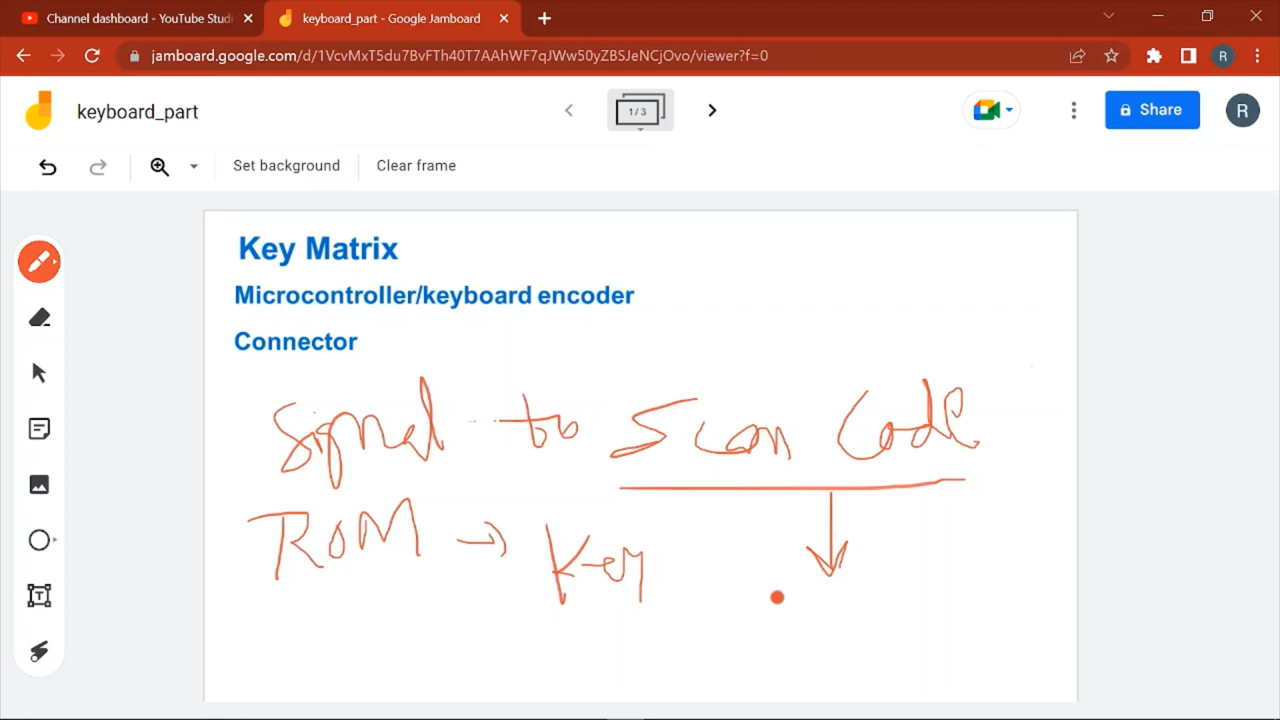 Channel dashboard - YouTube Studi
keyboard_part - Google Jamboard
jamboard.google.com/d/1VcvMxT5du7BvFTh40T7AAhWF7qJWw50yZBSJeNCjOvo/viewer?f=0
R
keyboard_part
1/3
Share
R
Set background
Clear frame
Key Matrix
Microcontroller/keyboard encoder
Connector
Signal to Scan Code
ROM → Key